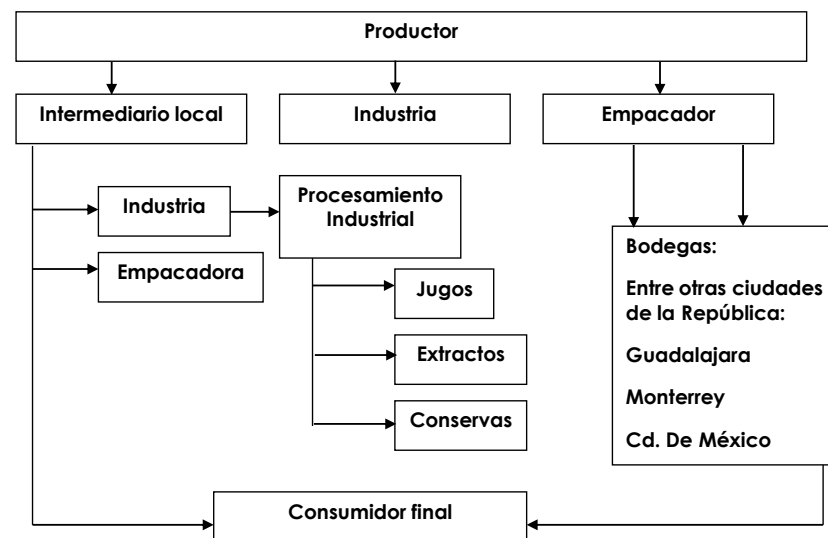 Productor
Intermediario local
Industria
Empacador
Industria
Procesamiento
Industrial
Empacadora
Jugos
Extractos
Conservas
Bodegas:
Entre otras ciudades
de la República:
Guadalajara
Monterrey
Cd. De México
Consumidor final